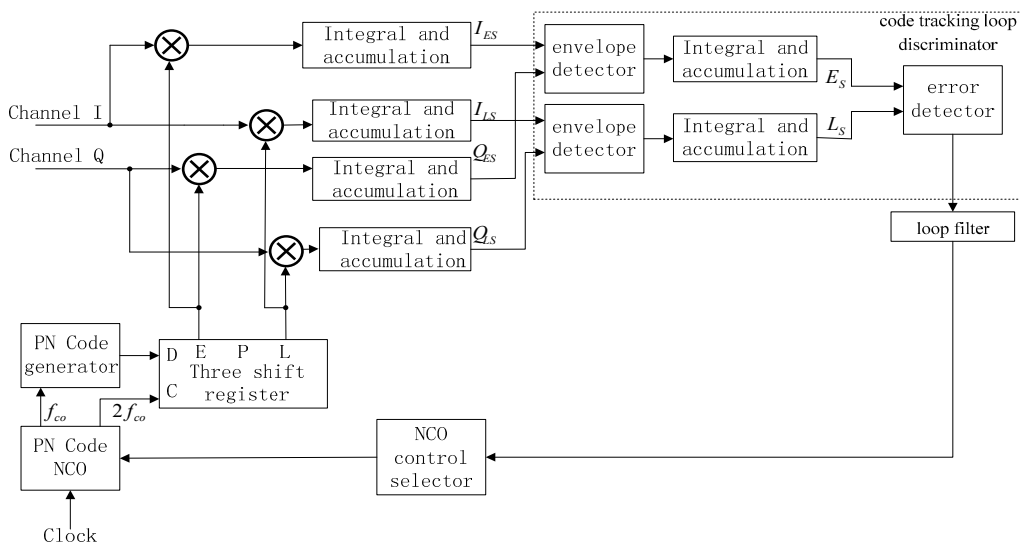 code tracking loop
discriminator
Integral and
accumulation
I_ES
envelope
detector
Integral and
accumulation
E_S
error
detector
Channel I
Integral and
accumulation
I_LS
envelope
detector
Integral and
accumulation
L_S
Channel Q
Integral and
accumulation
Q_ES
Integral and
accumulation
Q_LS
loop filter
PN Code
generator
D E P L
Three shift
C register
f_co
2f_co
PN Code
NCO
NCO
control
selector
Clock